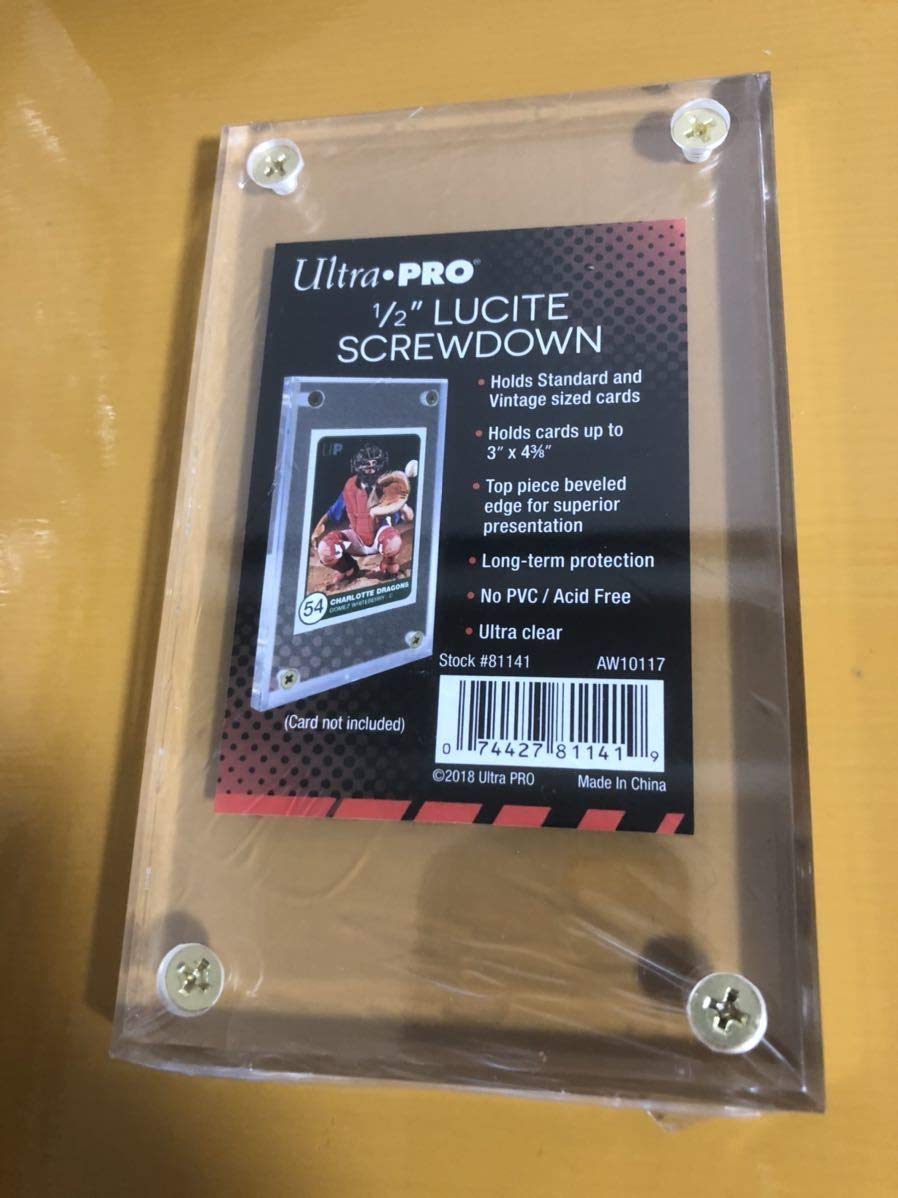 Ultra•PRO®
1/2" LUCITE
SCREWDOWN
• Holds Standard and
Vintage sized cards
• Holds cards up to
3" x 4⅜"
• Top piece beveled
edge for superior
presentation
• Long-term protection
• No PVC / Acid Free
• Ultra clear
UP
54
CHARLOTTE DRAGONS
(Card not included)
Stock #81141 AW10117
0 74427 81141 9
©2018 Ultra PRO Made In China